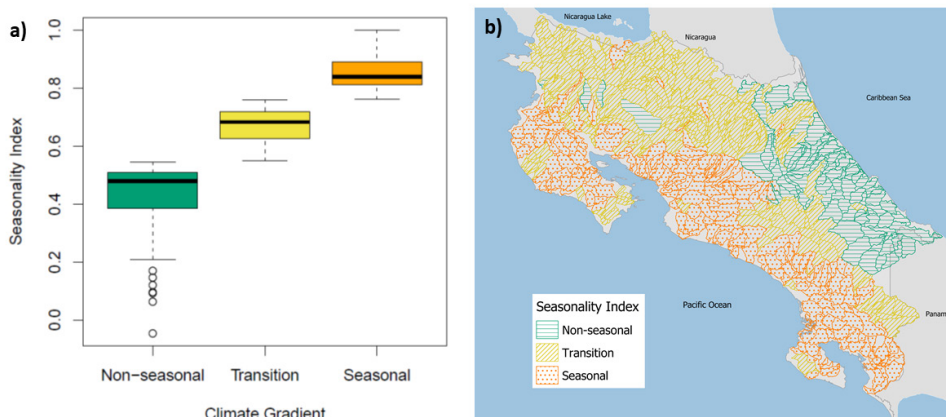 a)
Seasonality Index
1.0
0.8
0.6
0.4
0.2
0.0
Non−seasonal Transition Seasonal
Climate Gradient
b)
Nicaragua Lake
Nicaragua
Caribbean Sea
Pacific Ocean
Panam
Seasonality Index
Non-seasonal
Transition
Seasonal